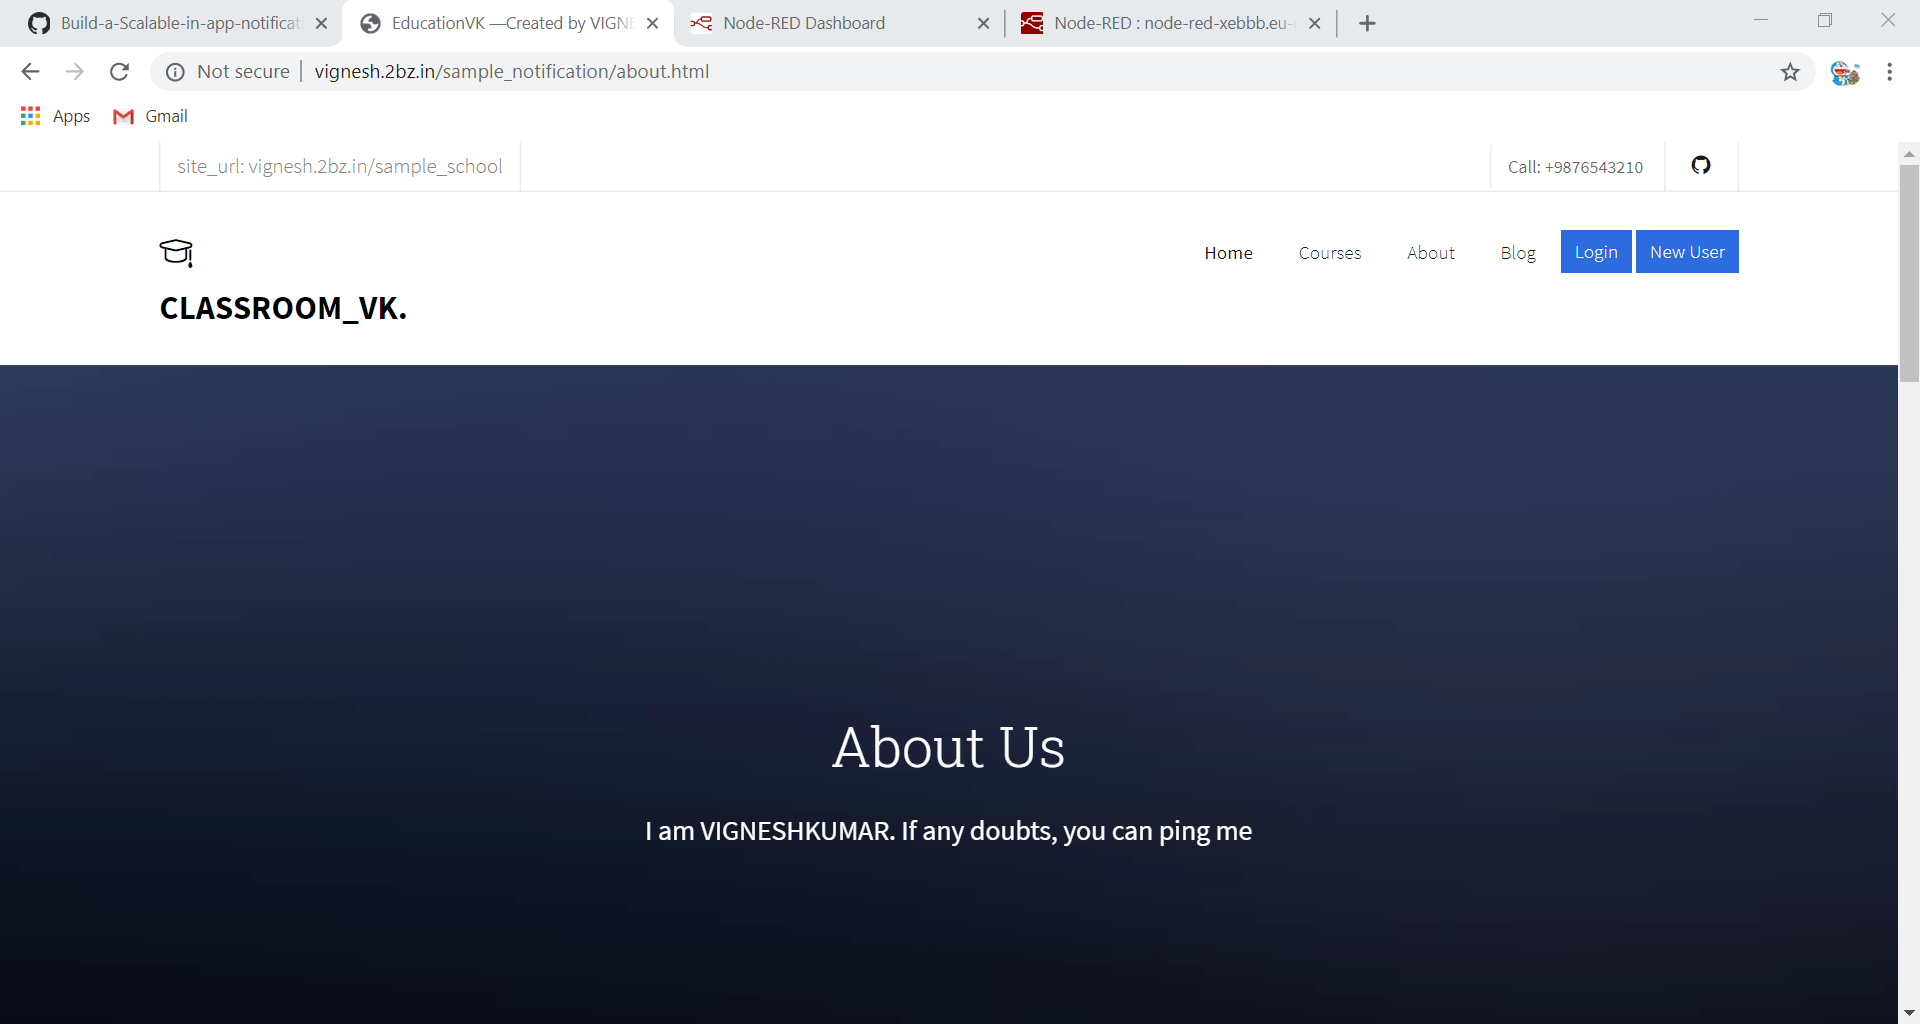 Build-a-Scalable-in-app-notificat
EducationVK —Created by VIGNE
Node-RED Dashboard
Node-RED : node-red-xebbb.eu-
Not secure
vignesh.2bz.in/sample_notification/about.html
Apps
Gmail
site_url: vignesh.2bz.in/sample_school
Call: +9876543210
Home
Courses
About
Blog
Login
New User
CLASSROOM_VK.
About Us
I am VIGNESHKUMAR. If any doubts, you can ping me